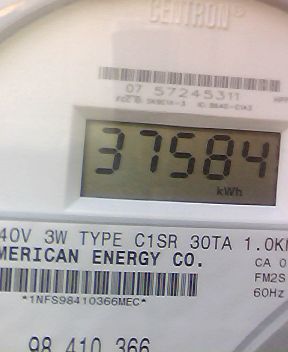 CENTRON®
07 57245311
37584
kWh
40V 3W TYPE C1SR 30TA 1.0K
MERICAN ENERGY CO.
CA 0
FM2S
60Hz
*1NFS98410366MEC*
98 410 366